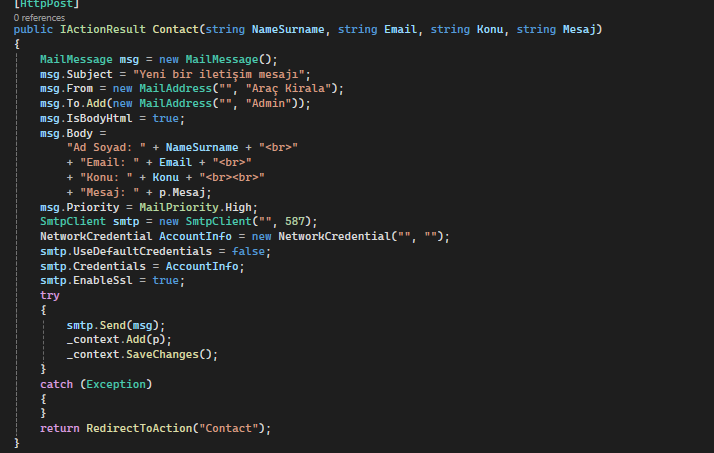 [HttpPost]
0 references
public IActionResult Contact(string NameSurname, string Email, string Konu, string Mesaj)
{
MailMessage msg = new MailMessage();
msg.Subject = "Yeni bir iletişim mesajı";
msg.From = new MailAddress("", "Araç Kirala");
msg.To.Add(new MailAddress("", "Admin"));
msg.IsBodyHtml = true;
msg.Body =
"Ad Soyad: " + NameSurname + "<br>"
+ "Email: " + Email + "<br>"
+ "Konu: " + Konu + "<br><br>"
+ "Mesaj: " + p.Mesaj;
msg.Priority = MailPriority.High;
SmtpClient smtp = new SmtpClient("", 587);
NetworkCredential AccountInfo = new NetworkCredential("", "");
smtp.UseDefaultCredentials = false;
smtp.Credentials = AccountInfo;
smtp.EnableSsl = true;
try
{
smtp.Send(msg);
_context.Add(p);
_context.SaveChanges();
}
catch (Exception)
{
}
return RedirectToAction("Contact");
}